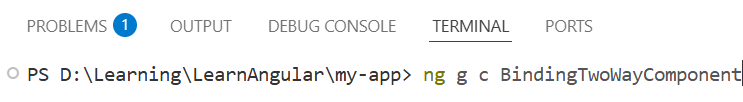 PROBLEMS 1 OUTPUT DEBUG CONSOLE TERMINAL PORTS
PS D:\Learning\LearnAngular\my-app> ng g c BindingTwoWayComponent